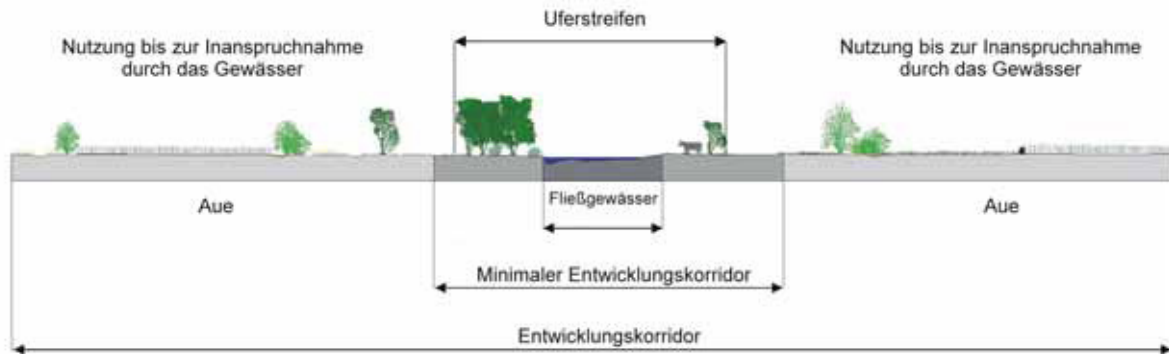 Uferstreifen
Nutzung bis zur Inanspruchnahme
durch das Gewässer
Nutzung bis zur Inanspruchnahme
durch das Gewässer
Fließgewässer
Aue
Aue
Minimaler Entwicklungskorridor
Entwicklungskorridor